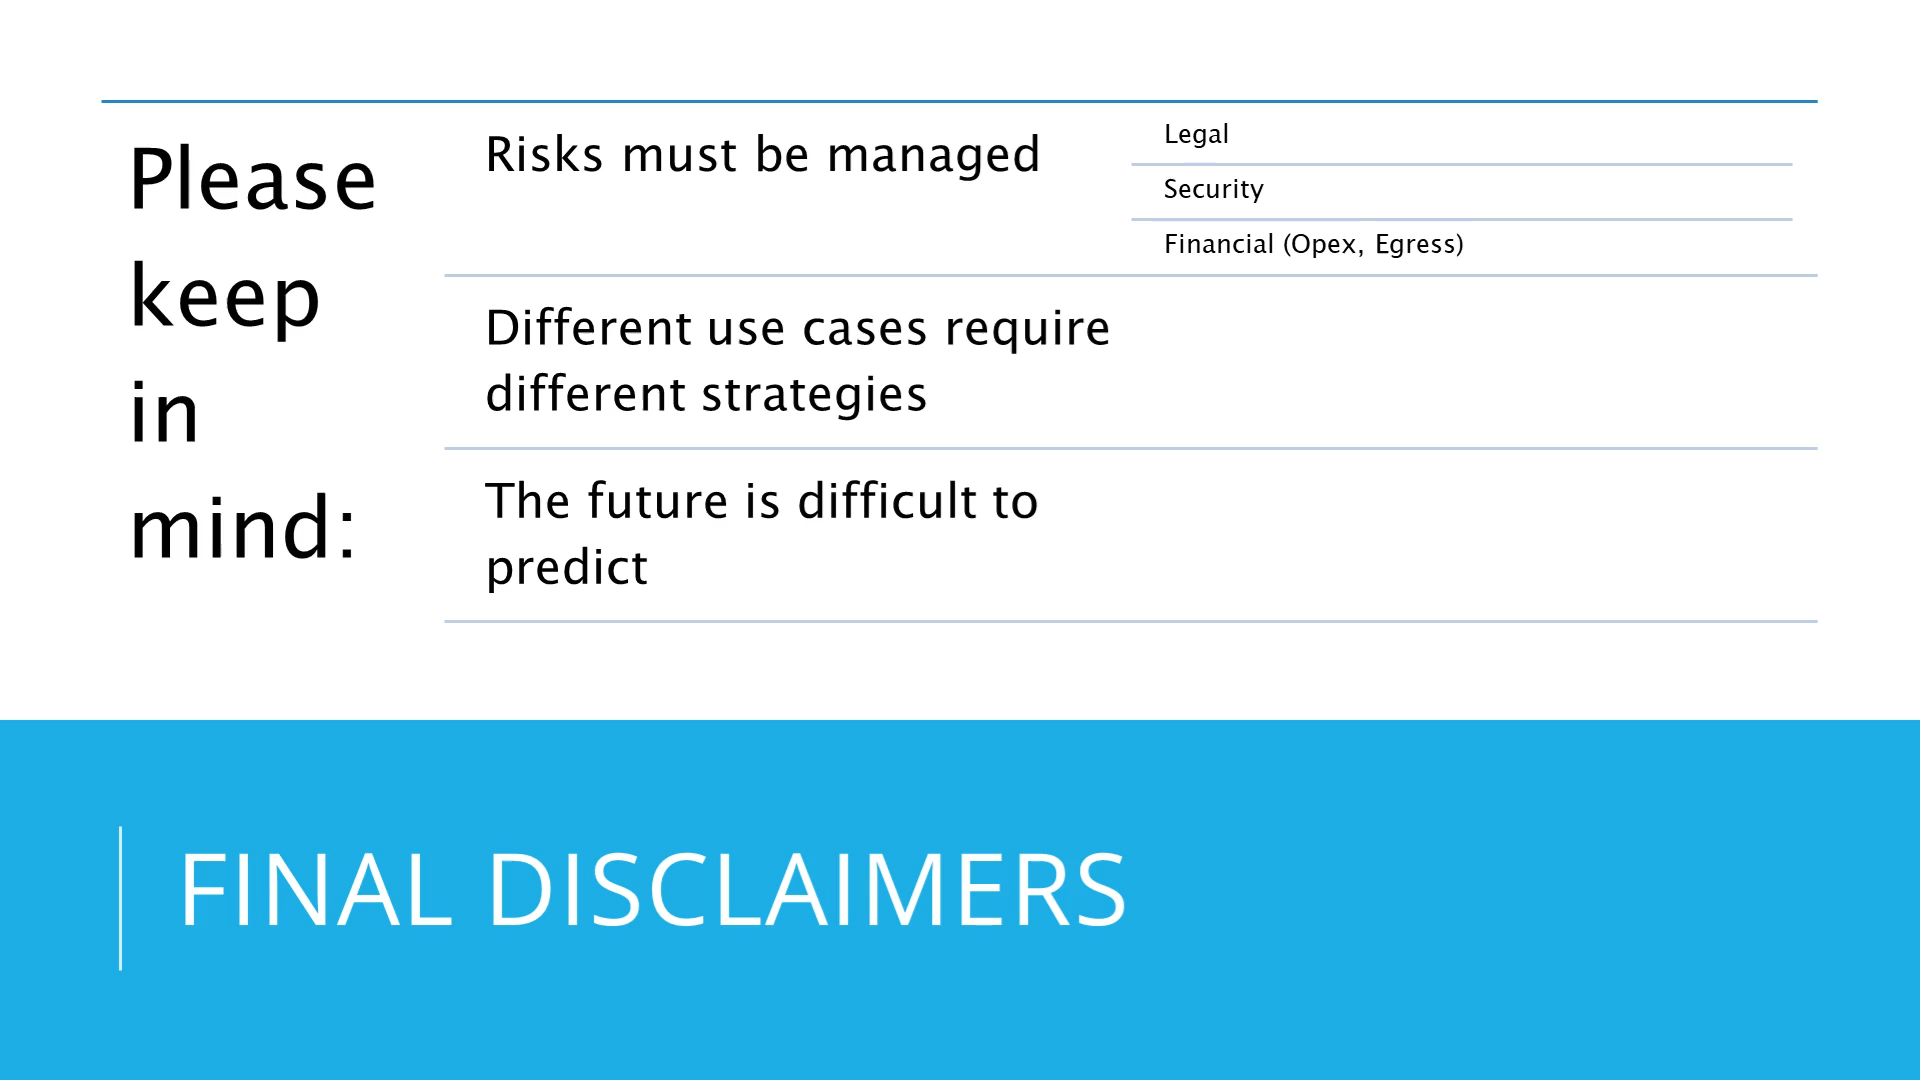 Please
keep
in
mind:
Risks must be managed
Legal
Security
Financial (Opex, Egress)
Different use cases require
different strategies
The future is difficult to
predict
FINAL DISCLAIMERS